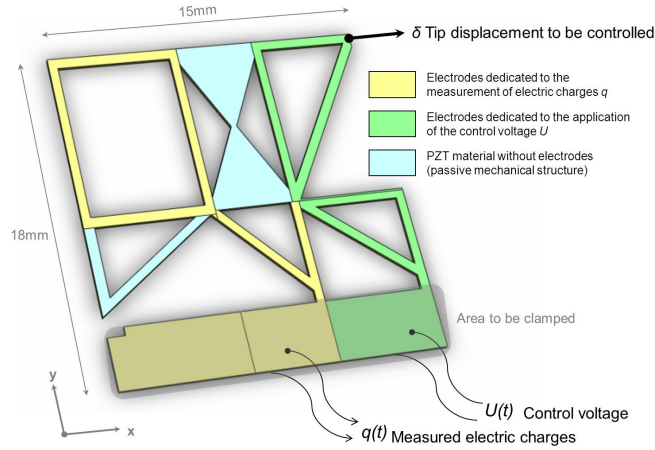 15mm
δ Tip displacement to be controlled
Electrodes dedicated to the
measurement of electric charges q
Electrodes dedicated to the application
of the control voltage U
PZT material without electrodes
(passive mechanical structure)
18mm
Area to be clamped
y
x
U(t) Control voltage
q(t) Measured electric charges